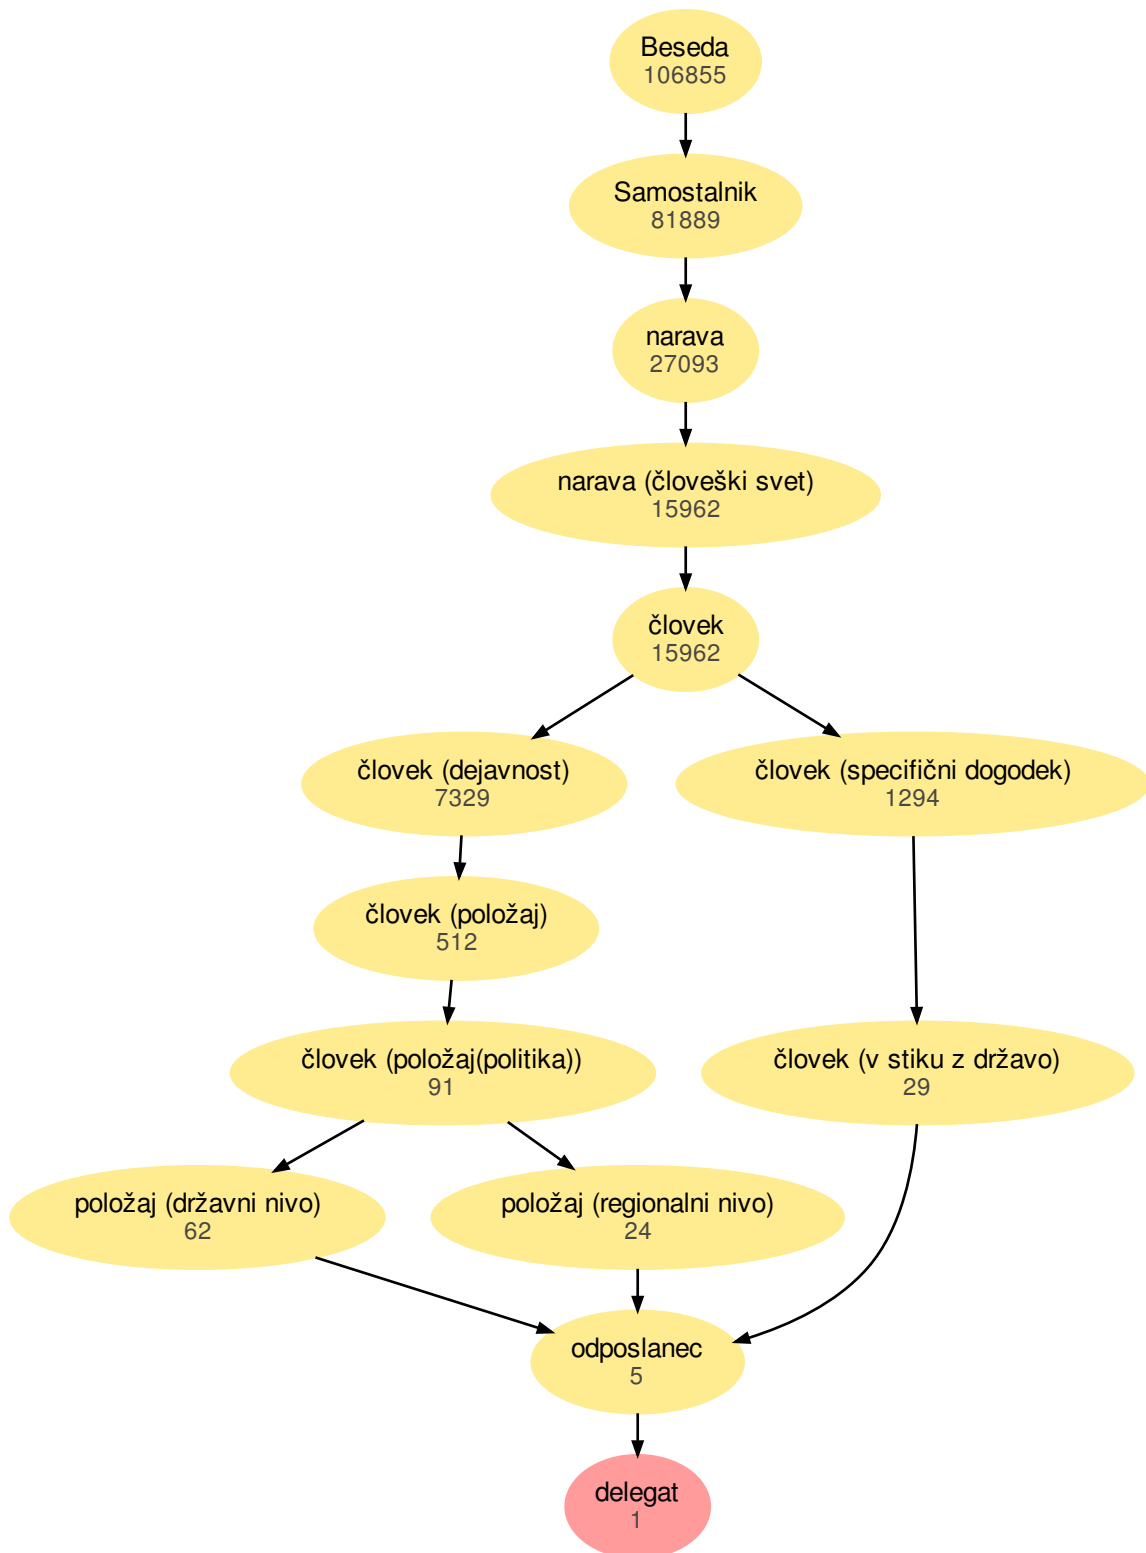 Beseda
106855
Samostalnik
81889
narava
27093
narava (človeški svet)
15962
človek
15962
človek (dejavnost)
7329
človek (specifični dogodek)
1294
človek (položaj)
512
človek (položaj(politika))
91
človek (v stiku z državo)
29
položaj (državni nivo)
62
položaj (regionalni nivo)
24
odposlanec
5
delegat
1